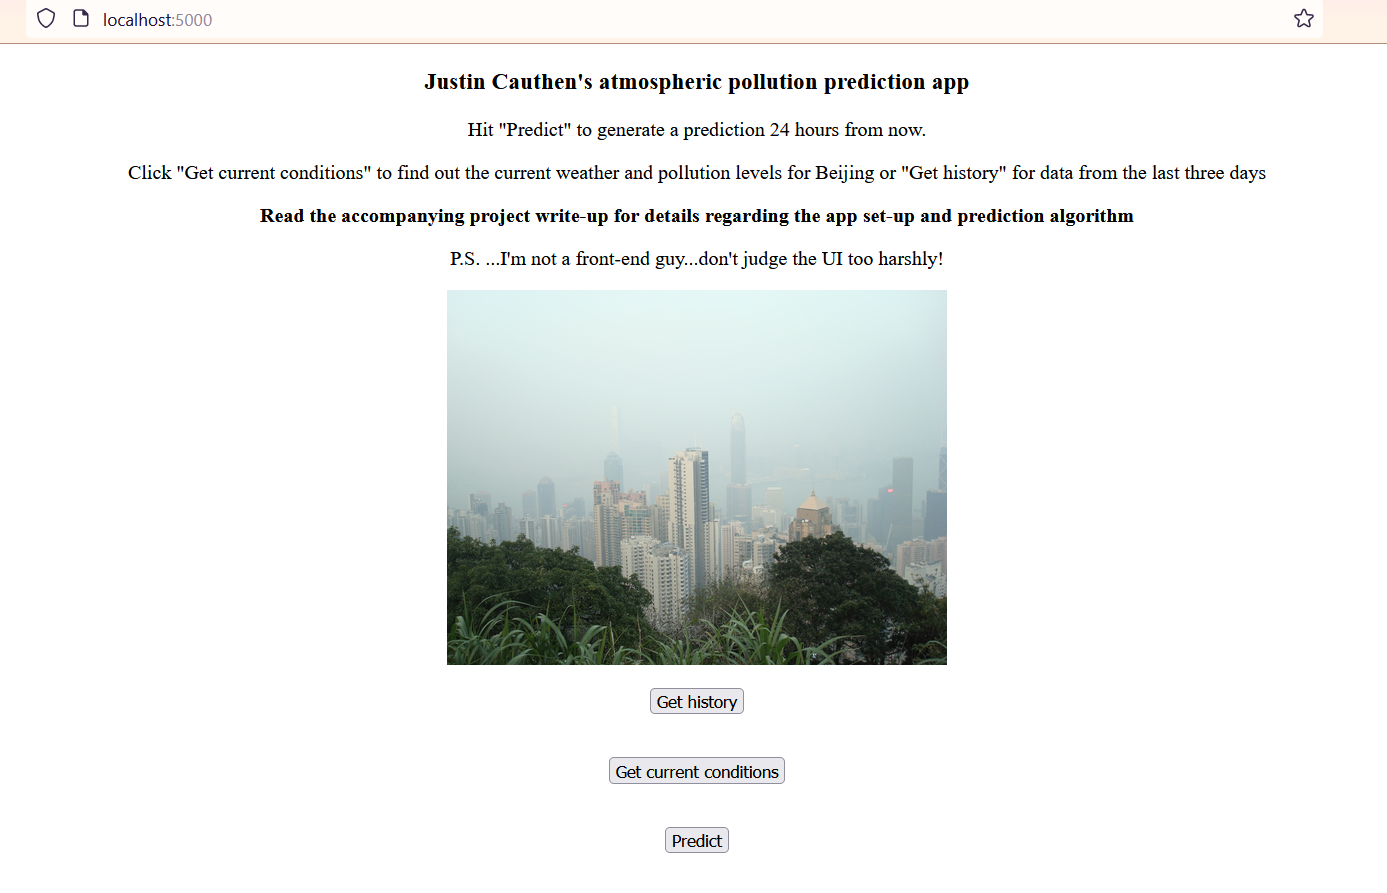 localhost:5000
Justin Cauthen's atmospheric pollution prediction app
Hit "Predict" to generate a prediction 24 hours from now.
Click "Get current conditions" to find out the current weather and pollution levels for Beijing or "Get history" for data from the last three days
Read the accompanying project write-up for details regarding the app set-up and prediction algorithm
P.S. ...I'm not a front-end guy...don't judge the UI too harshly!
Get history
Get current conditions
Predict